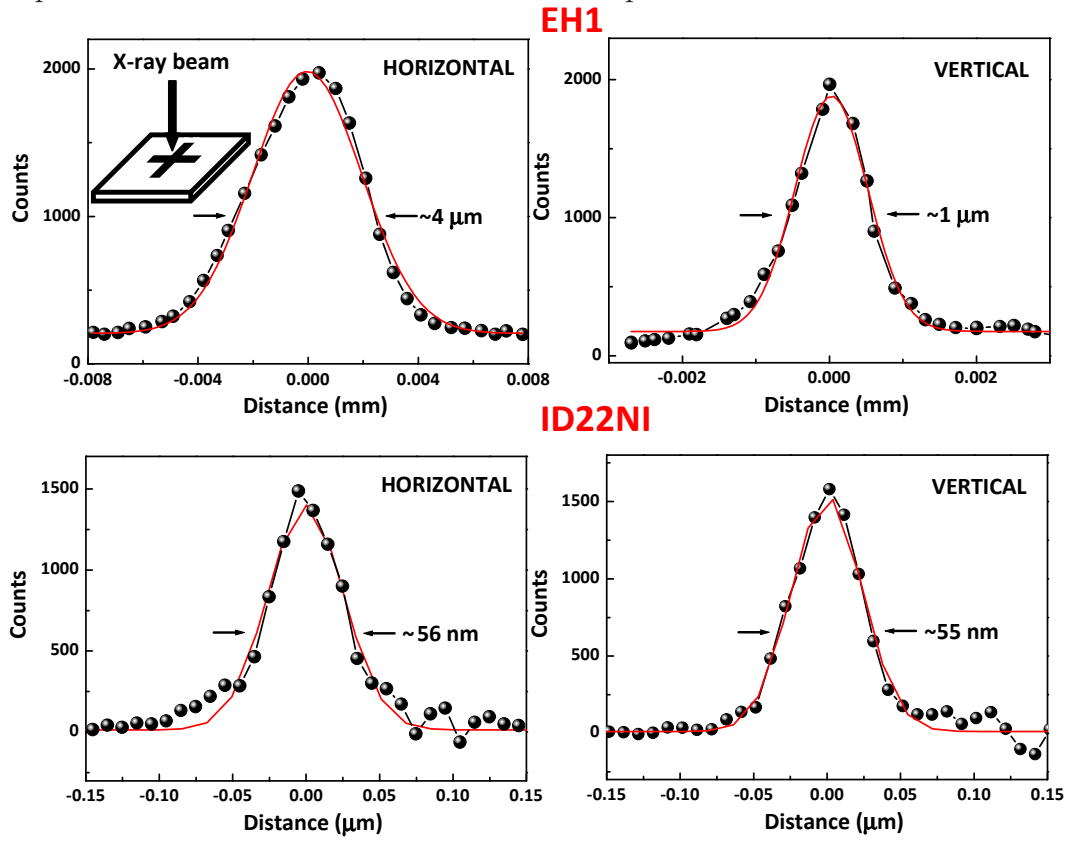 EH1
X-ray beam
HORIZONTAL
~4 μm
Counts
2000
1000
0
-0.008 -0.004 0.000 0.004 0.008
Distance (mm)
VERTICAL
~1 μm
Counts
2000
1000
0
-0.002 0.000 0.002
Distance (mm)
ID22NI
HORIZONTAL
~56 nm
Counts
1500
1000
500
0
-0.15 -0.10 -0.05 0.00 0.05 0.10 0.15
Distance (μm)
VERTICAL
~55 nm
Counts
1500
1000
500
0
-0.15 -0.10 -0.05 0.00 0.05 0.10 0.15
Distance (μm)